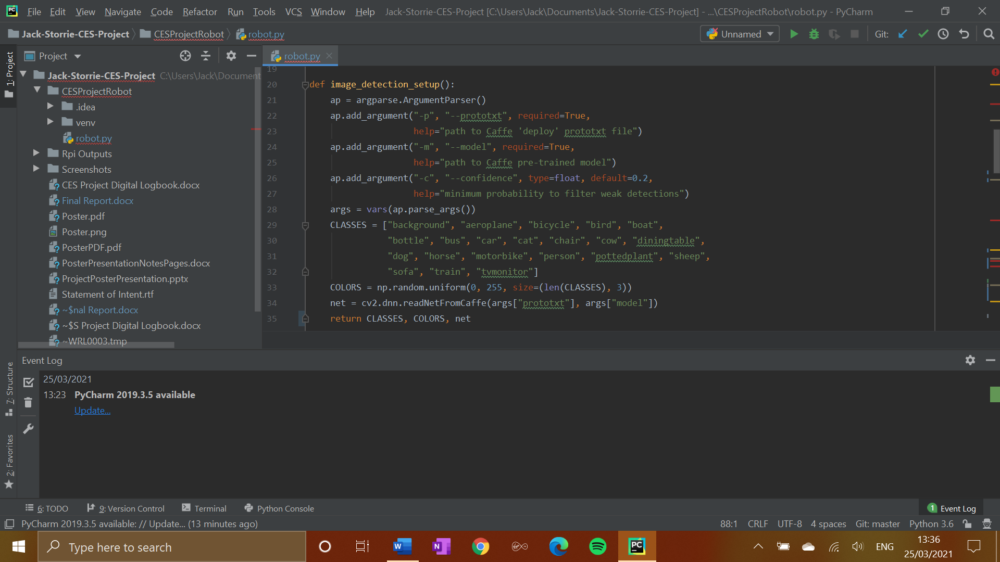 PC File Edit View Navigate Code Refactor Run Tools VCS Window Help Jack-Storrie-CES-Project [C:\Users\Jack\Documents\Jack-Storrie-CES-Project] - ...\CESProjectRobot\robot.py - PyCharm
Jack-Storrie-CES-Project CESProjectRobot robot.py Unnamed Git:
Project
robot.py
1: Project
Jack-Storrie-CES-Project C:\Users\Jack\Document
CESProjectRobot
.idea
venv
robot.py
Rpi Outputs
Screenshots
CES Project Digital Logbook.docx
Final Report.docx
Poster.pdf
Poster.png
PosterPDF.pdf
PosterPresentationNotesPages.docx
ProjectPosterPresentation.pptx
Statement of Intent.rtf
~$nal Report.docx
~$S Project Digital Logbook.docx
~WRL0003.tmp
19
20 def image_detection_setup():
21 ap = argparse.ArgumentParser()
22 ap.add_argument("-p", "--prototxt", required=True,
23 help="path to Caffe 'deploy' prototxt file")
24 ap.add_argument("-m", "--model", required=True,
25 help="path to Caffe pre-trained model")
26 ap.add_argument("-c", "--confidence", type=float, default=0.2,
27 help="minimum probability to filter weak detections")
28 args = vars(ap.parse_args())
29 CLASSES = ["background", "aeroplane", "bicycle", "bird", "boat",
30 "bottle", "bus", "car", "cat", "chair", "cow", "diningtable",
31 "dog", "horse", "motorbike", "person", "pottedplant", "sheep",
32 "sofa", "train", "tvmonitor"]
33 COLORS = np.random.uniform(0, 255, size=(len(CLASSES), 3))
34 net = cv2.dnn.readNetFromCaffe(args["prototxt"], args["model"])
35 return CLASSES, COLORS, net
7: Structure
2: Favorites
Event Log
25/03/2021
13:23 PyCharm 2019.3.5 available
Update...
6: TODO 9: Version Control Terminal Python Console 1 Event Log
PyCharm 2019.3.5 available: // Update... (13 minutes ago) 88:1 CRLF UTF-8 4 spaces Git: master Python 3.6
Type here to search W N PC ENG 13:36
25/03/2021